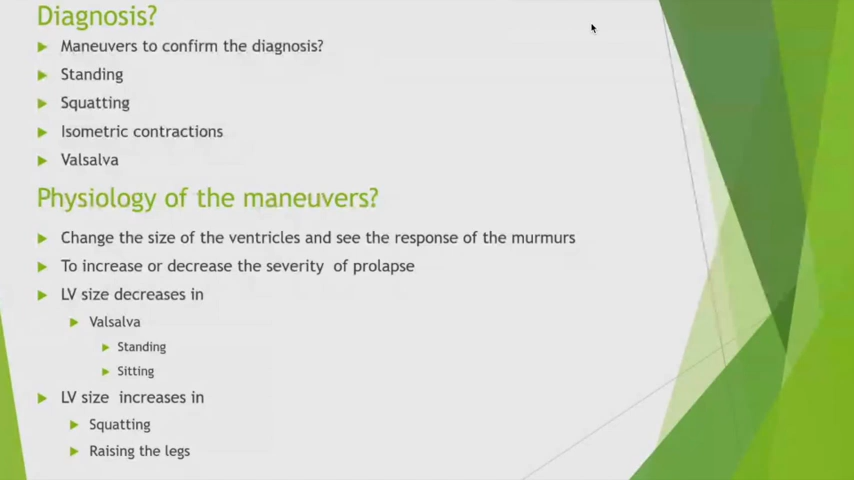 Diagnosis?
Maneuvers to confirm the diagnosis?
Standing
Squatting
Isometric contractions
Valsalva
Physiology of the maneuvers?
Change the size of the ventricles and see the response of the murmurs
To increase or decrease the severity of prolapse
LV size decreases in
Valsalva
Standing
Sitting
LV size increases in
Squatting
Raising the legs